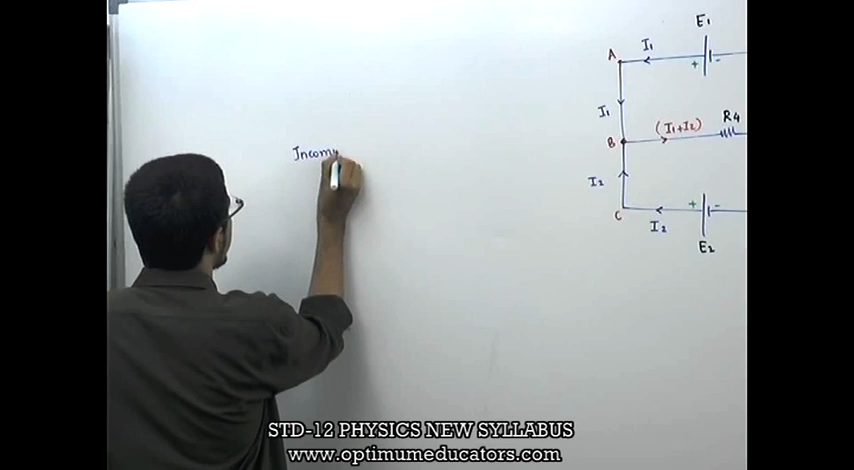 E1
A
I1
+
-
I1
R4
(I1+I2)
B
Incom
I2
+
-
C
I2
E2
STD-12 PHYSICS NEW SYLLABUS
www.optimumeducators.com